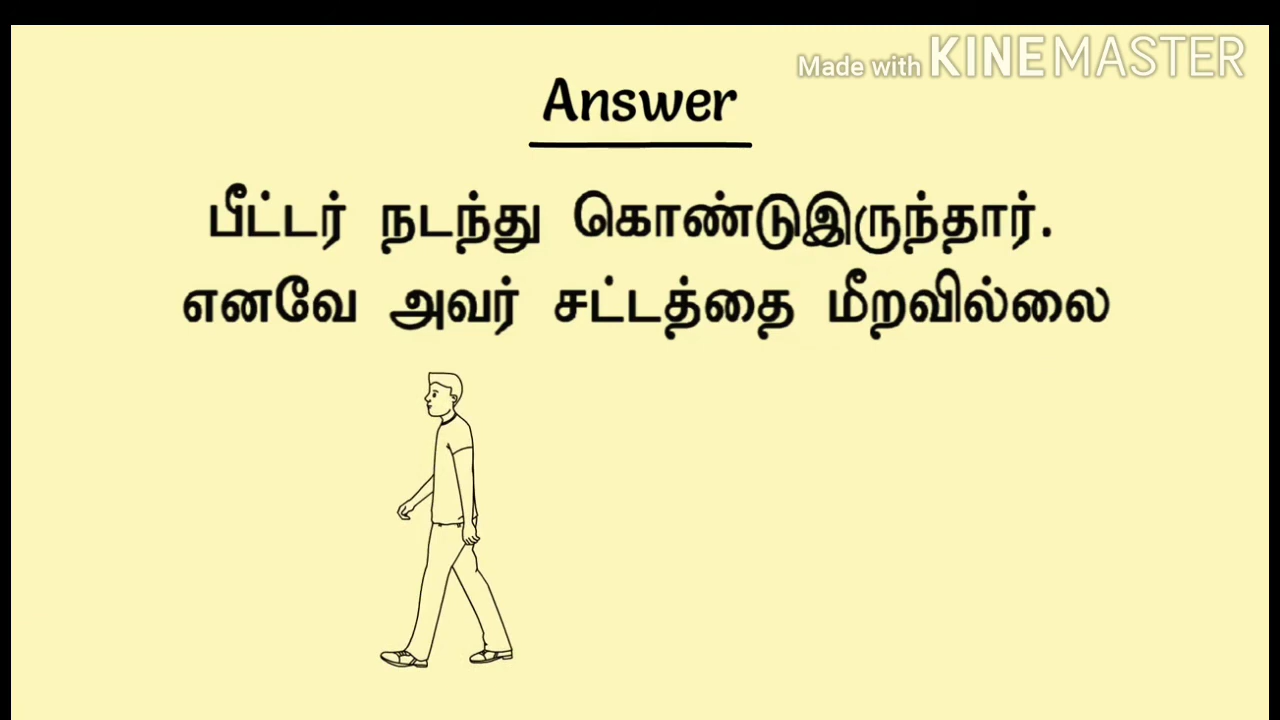 Made with KINEMASTER
Answer
பீட்டர் நடந்து கொண்டுஇருந்தார்.
எனவே அவர் சட்டத்தை மீறவில்லை